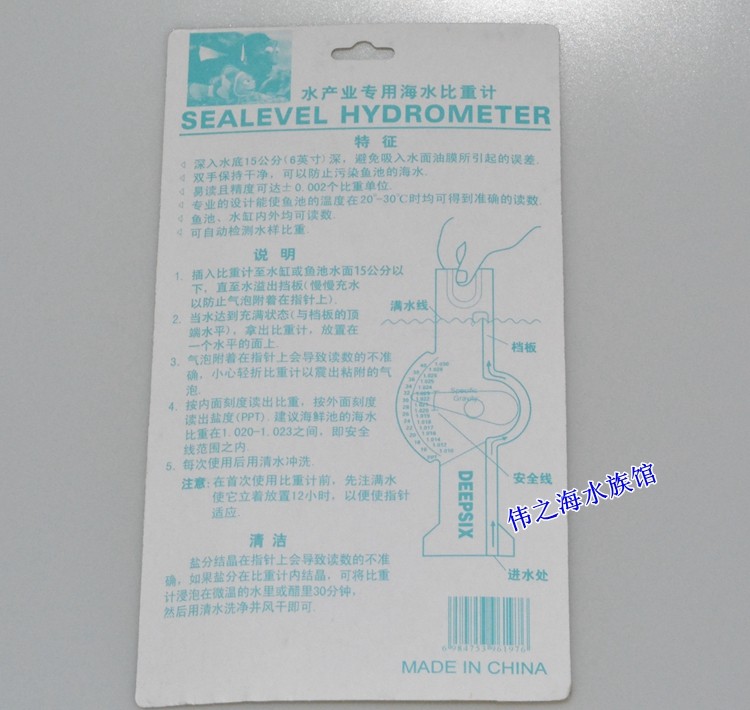 水产业专用海水比重计
SEALEVEL HYDROMETER
特征
深入水底15公分(6英寸)深，避免吸入水面油膜所引起的误差.
双手保持干净，可以防止污染鱼池的海水.
易读且精度可达±0.002个比重单位.
专业的设计能使鱼池的温度在20°-30℃时均可得到准确的读数.
鱼池、水缸内外均可读数.
可自动检测水样比重.
说明
1. 插入比重计至水缸或鱼池水面15公分以
下，直至水溢出挡板(慢慢充水
以防止气泡附着在指针上).
2. 当水达到充满状态(与档板的顶
端水平)，拿出比重计，放置在
一个水平的面上.
3. 气泡附着在指针上会导致读数的不准
确，小心轻折比重计以震出粘附的气
泡.
4. 按内面刻度读出比重，按外面刻度
读出盐度(PPT). 建议海鲜池的海水
比重在1.020-1.023之间，即安全
线范围之内.
5. 每次使用后用清水冲洗.
注意: 在首次使用比重计前，先注满水
使它立着放置12小时，以便使指针
适应.
清洁
盐分结晶在指针上会导致读数的不准
确，如果盐分在比重计内结晶，可将比重
计浸泡在微温的水里或醋里30分钟，
然后用清水洗净并风干即可.
满水线
档板
Specific
Gravity
安全线
DEEPSIX
进水处
伟之海水族馆
MADE IN CHINA